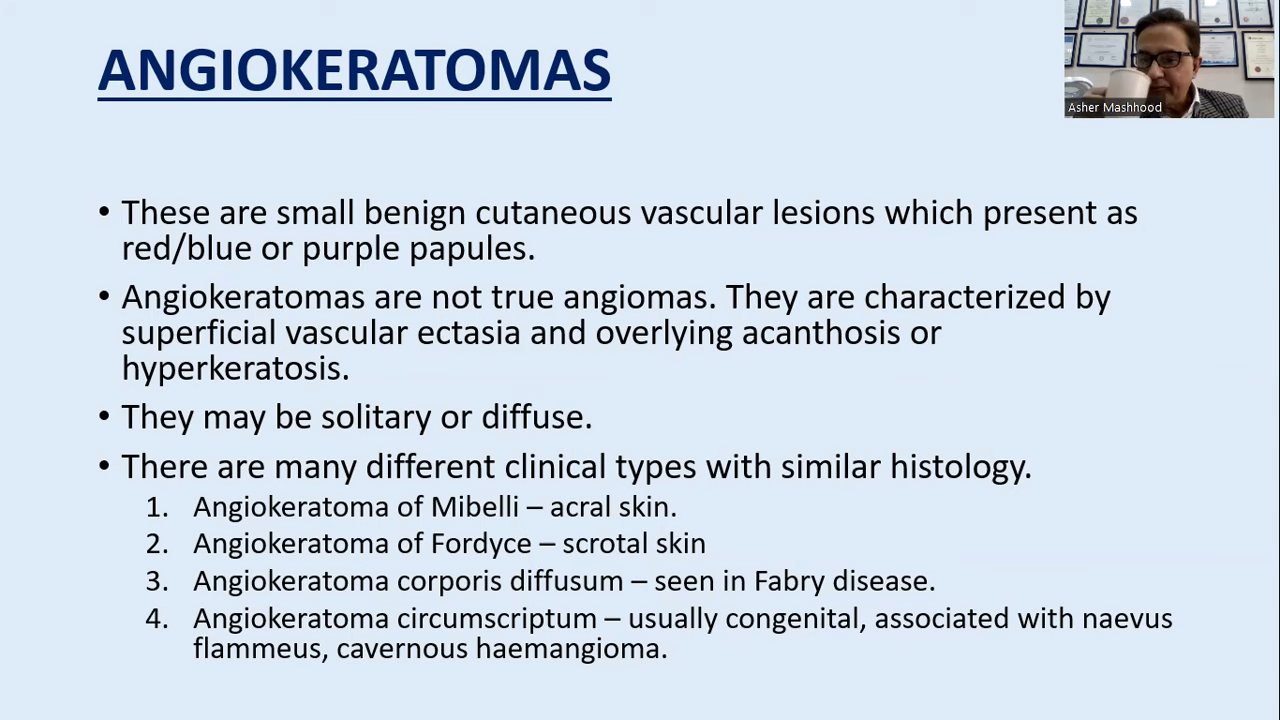 ANGIOKERATOMAS
Asher Mashhood
• These are small benign cutaneous vascular lesions which present as
red/blue or purple papules.
• Angiokeratomas are not true angiomas. They are characterized by
superficial vascular ectasia and overlying acanthosis or
hyperkeratosis.
• They may be solitary or diffuse.
• There are many different clinical types with similar histology.
1. Angiokeratoma of Mibelli – acral skin.
2. Angiokeratoma of Fordyce – scrotal skin
3. Angiokeratoma corporis diffusum – seen in Fabry disease.
4. Angiokeratoma circumscriptum – usually congenital, associated with naevus
flammeus, cavernous haemangioma.